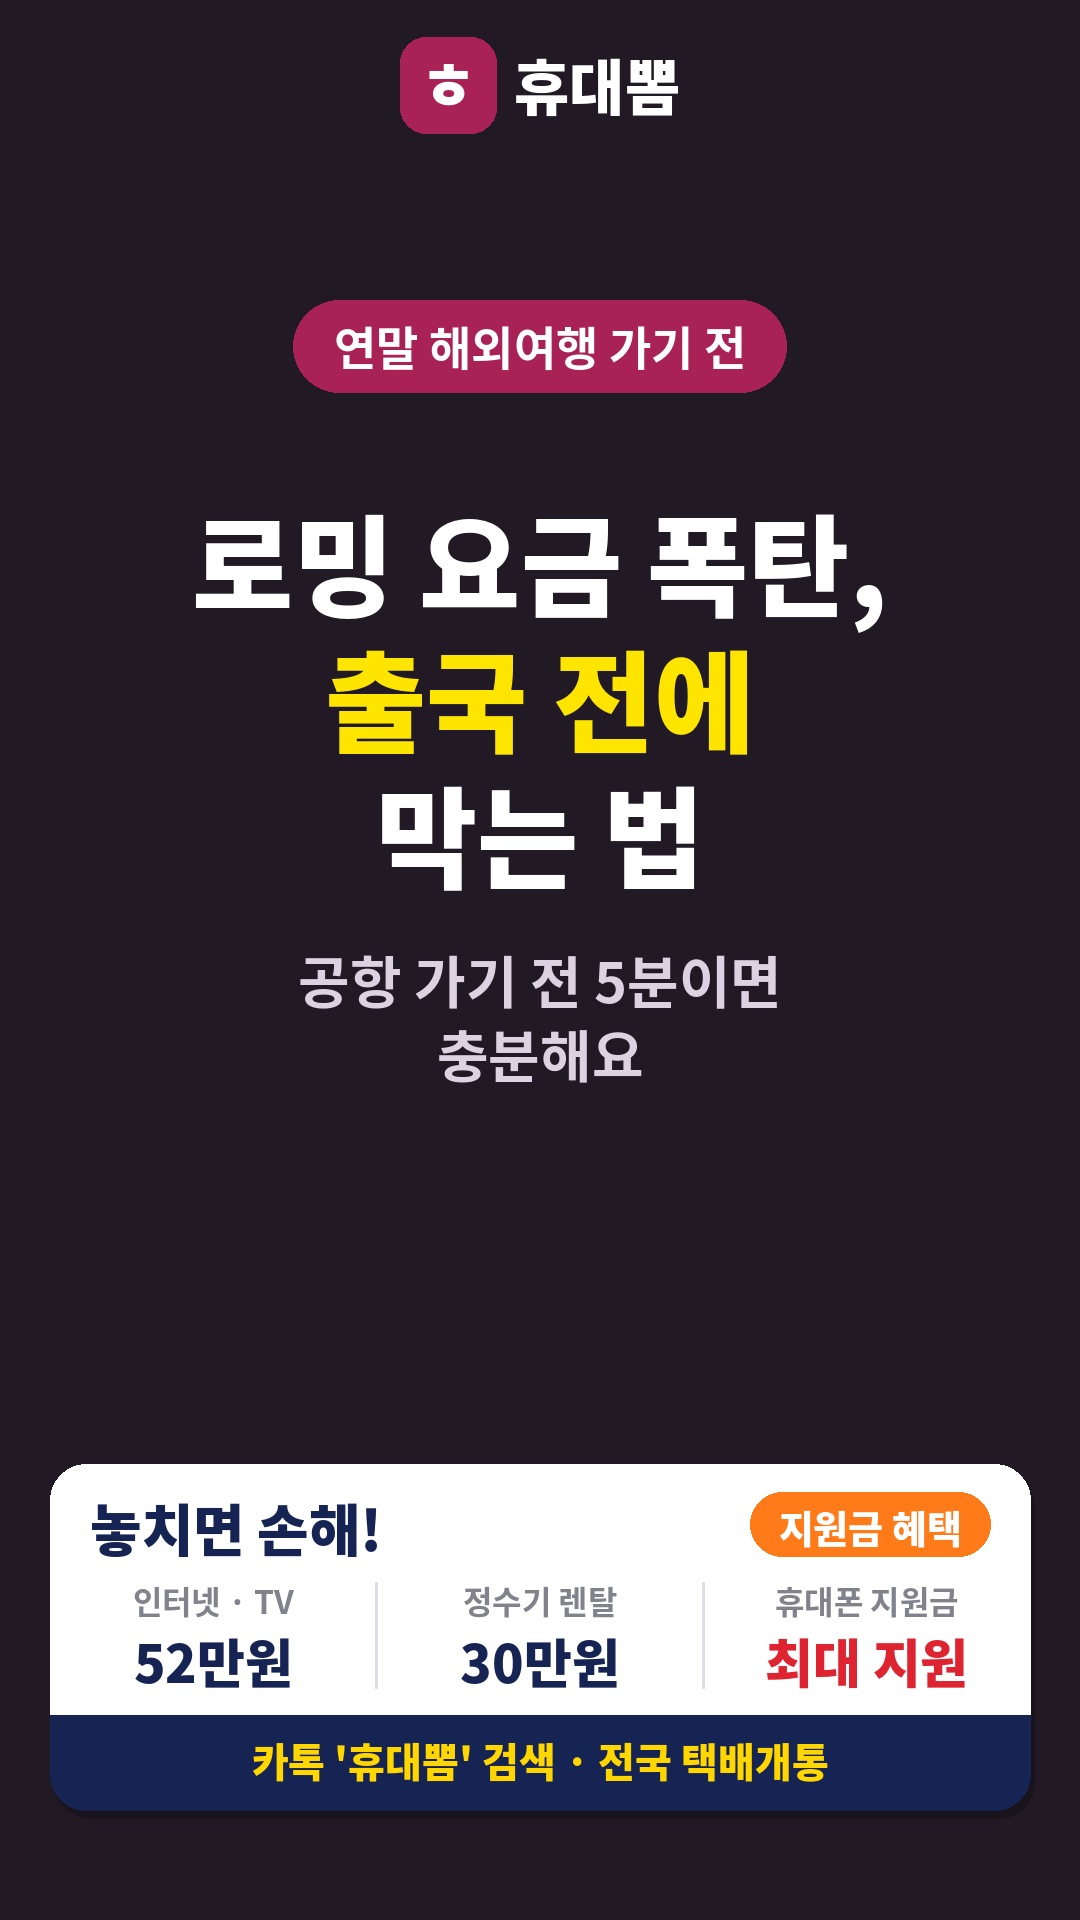 ㅎ 휴대뽐
연말 해외여행 가기 전
로밍 요금 폭탄,
출국 전에
막는 법
공항 가기 전 5분이면
충분해요
놓치면 손해!
지원금 혜택
인터넷 · TV
52만원
정수기 렌탈
30만원
휴대폰 지원금
최대 지원
카톡 '휴대뽐' 검색 · 전국 택배개통